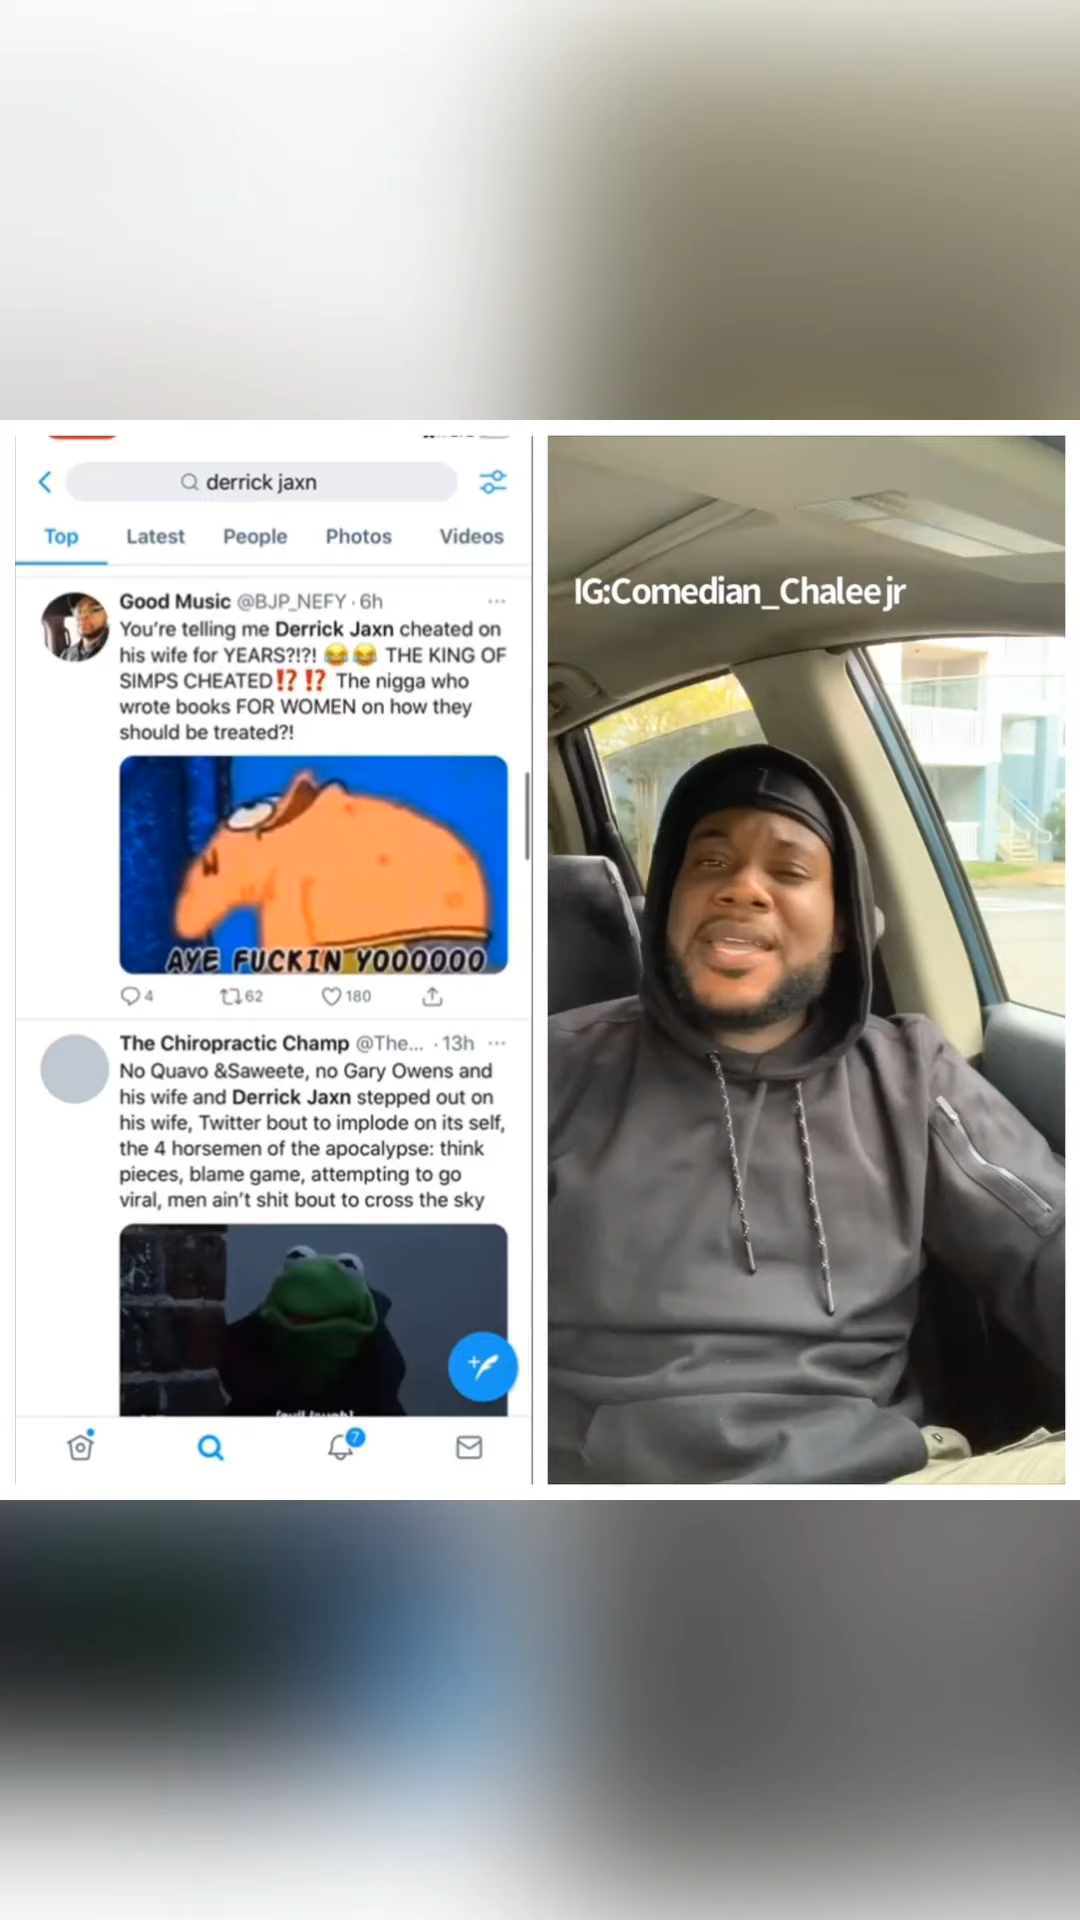 derrick jaxn
Top Latest People Photos Videos
Good Music @BJP_NEFY · 6h
You're telling me Derrick Jaxn cheated on
his wife for YEARS?!?! 😂😂 THE KING OF
SIMPS CHEATED⁉️⁉️ The nigga who
wrote books FOR WOMEN on how they
should be treated?!
AYE FUCKIN YOOOOOO
4 62 180
The Chiropractic Champ @The... · 13h
No Quavo &Saweete, no Gary Owens and
his wife and Derrick Jaxn stepped out on
his wife, Twitter bout to implode on its self,
the 4 horsemen of the apocalypse: think
pieces, blame game, attempting to go
viral, men ain't shit bout to cross the sky
7
IG:Comedian_Chaleejr